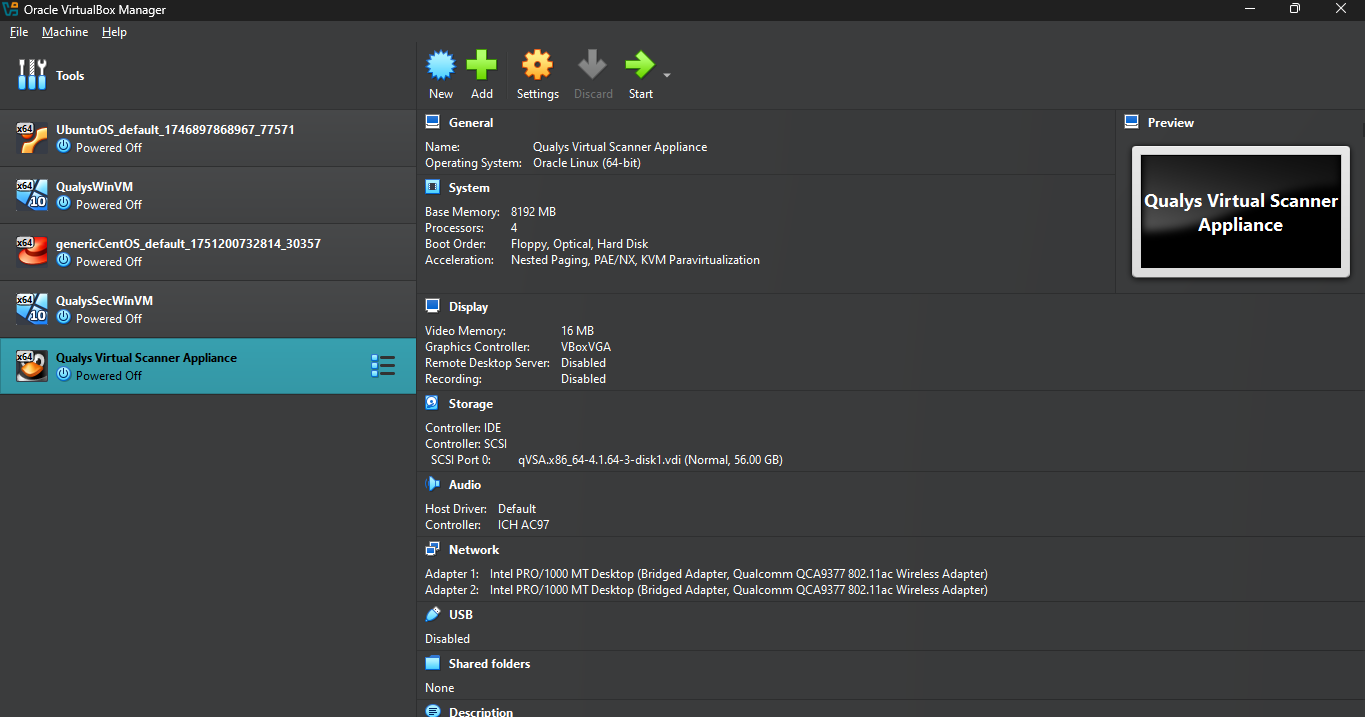 Oracle VirtualBox Manager
File Machine Help
Tools
New Add Settings Discard Start
x64 UbuntuOS_default_1746897868967_77571
Powered Off
x64 10 QualysWinVM
Powered Off
x64 genericCentOS_default_1751200732814_30357
Powered Off
x64 10 QualysSecWinVM
Powered Off
x64 Qualys Virtual Scanner Appliance
Powered Off
General
Name: Qualys Virtual Scanner Appliance
Operating System: Oracle Linux (64-bit)
System
Base Memory: 8192 MB
Processors: 4
Boot Order: Floppy, Optical, Hard Disk
Acceleration: Nested Paging, PAE/NX, KVM Paravirtualization
Preview
Qualys Virtual Scanner
Appliance
Display
Video Memory: 16 MB
Graphics Controller: VBoxVGA
Remote Desktop Server: Disabled
Recording: Disabled
Storage
Controller: IDE
Controller: SCSI
SCSI Port 0: qVSA.x86_64-4.1.64-3-disk1.vdi (Normal, 56.00 GB)
Audio
Host Driver: Default
Controller: ICH AC97
Network
Adapter 1: Intel PRO/1000 MT Desktop (Bridged Adapter, Qualcomm QCA9377 802.11ac Wireless Adapter)
Adapter 2: Intel PRO/1000 MT Desktop (Bridged Adapter, Qualcomm QCA9377 802.11ac Wireless Adapter)
USB
Disabled
Shared folders
None
Description